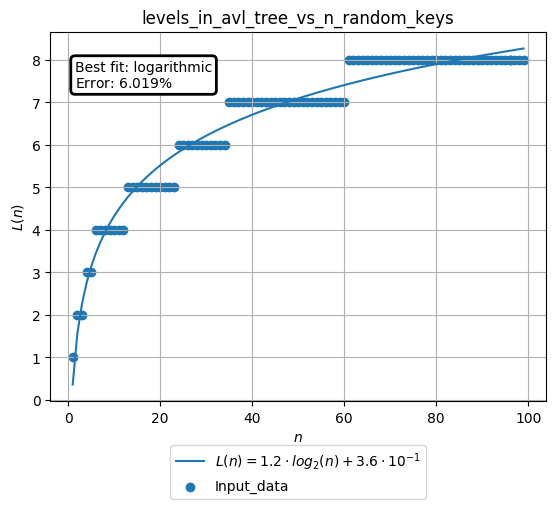 levels_in_avl_tree_vs_n_random_keys
Best fit: logarithmic
Error: 6.019%
L(n)
8
7
6
5
4
3
2
1
0
0 20 40 60 80 100
n
L(n) = 1.2 · log₂(n) + 3.6 · 10⁻¹
Input_data